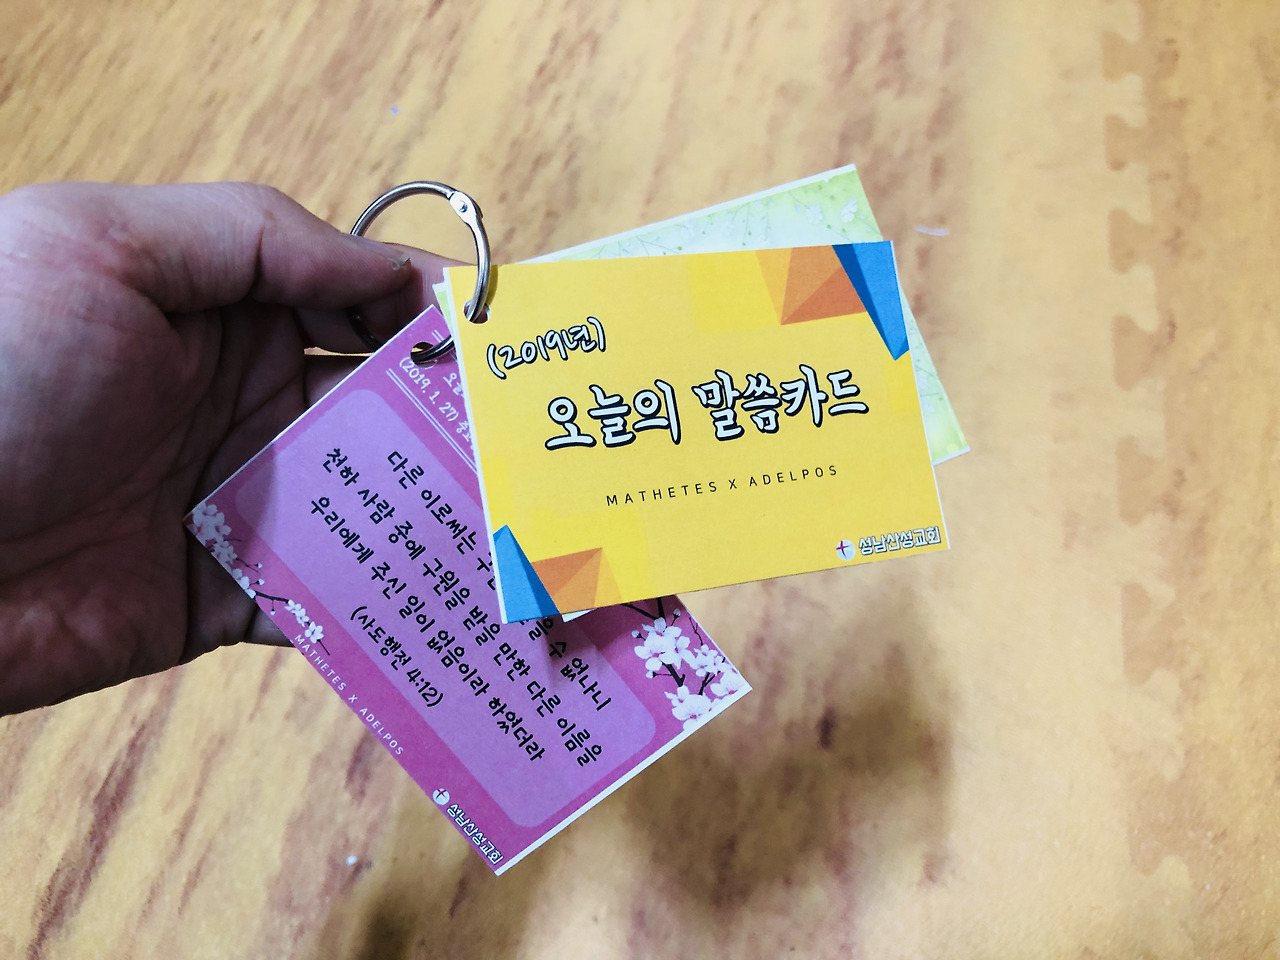 (2019년)
오늘의 말씀카드
MATHETES X ADELPOS
성남산성교회
(2019. 1. 27)
다른 이로써는
수 없나니
천하 사람 중에 구원을 받을 만한 다른 이름을
우리에게 주신 일이 없음이라 하였더라
(사도행전 4:12)
MATHETES X ADELPOS
성남산성교회